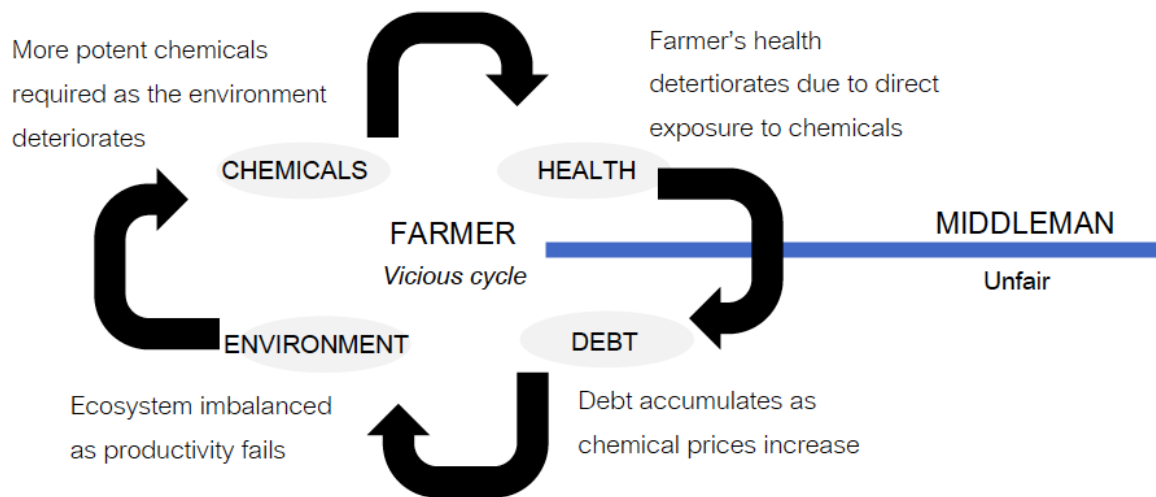 More potent chemicals
required as the environment
deteriorates
Farmer's health
detertiorates due to direct
exposure to chemicals
CHEMICALS
HEALTH
FARMER
Vicious cycle
MIDDLEMAN
Unfair
ENVIRONMENT
DEBT
Ecosystem imbalanced
as productivity fails
Debt accumulates as
chemical prices increase